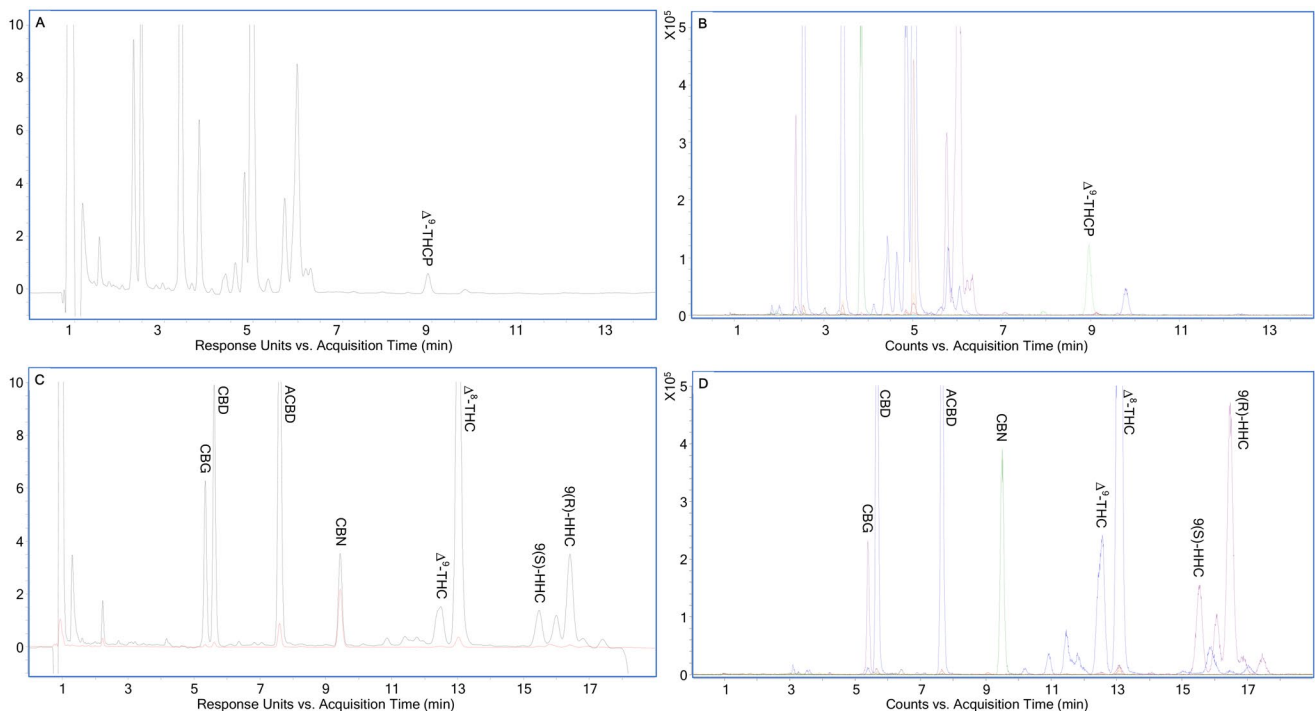 A
10
8
6
4
2
0
Δ⁹-THCP
1 3 5 7 9 11 13
Response Units vs. Acquisition Time (min)
B
X10⁵
5
4
3
2
1
0
Δ⁹-THCP
1 3 5 7 9 11 13
Counts vs. Acquisition Time (min)
C
10
8
6
4
2
0
CBG
CBD
ACBD
CBN
Δ⁹-THC
Δ⁸-THC
9(S)-HHC
9(R)-HHC
1 3 5 7 9 11 13 15 17
Response Units vs. Acquisition Time (min)
D
X10⁵
5
4
3
2
1
0
CBG
CBD
ACBD
CBN
Δ⁹-THC
Δ⁸-THC
9(S)-HHC
9(R)-HHC
1 3 5 7 9 11 13 15 17
Counts vs. Acquisition Time (min)